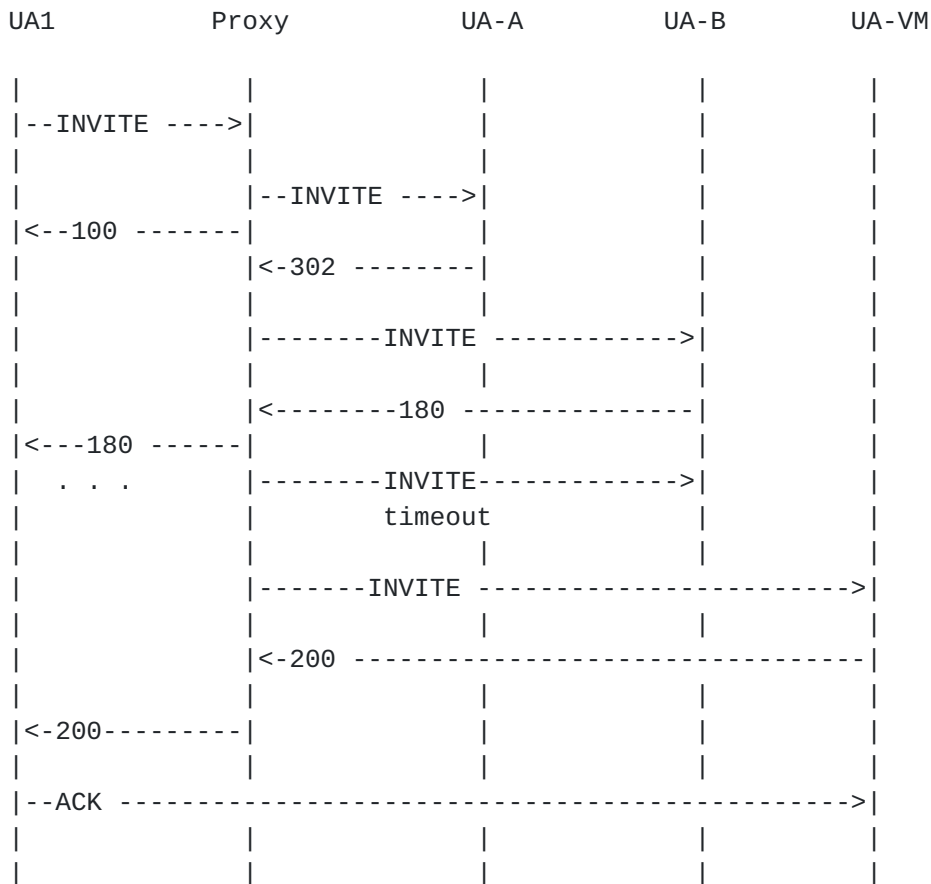 UA1 Proxy UA-A UA-B UA-VM
| | | | |
|--INVITE ---->| | | |
| | | | |
| |--INVITE ---->| | |
|<--100 -------| | | |
| |<-302 --------| | |
| | | | |
| |--------INVITE ------------>| |
| | | | |
| |<--------180 ---------------| |
|<---180 ------| | | |
| . . . |--------INVITE------------->| |
| | timeout | |
| | | | |
| |-------INVITE ------------------------>|
| | | | |
| |<-200 ---------------------------------|
| | | | |
|<-200---------| | | |
| | | | |
|--ACK ----------------------------------------------->|
| | | | |
| | | | |